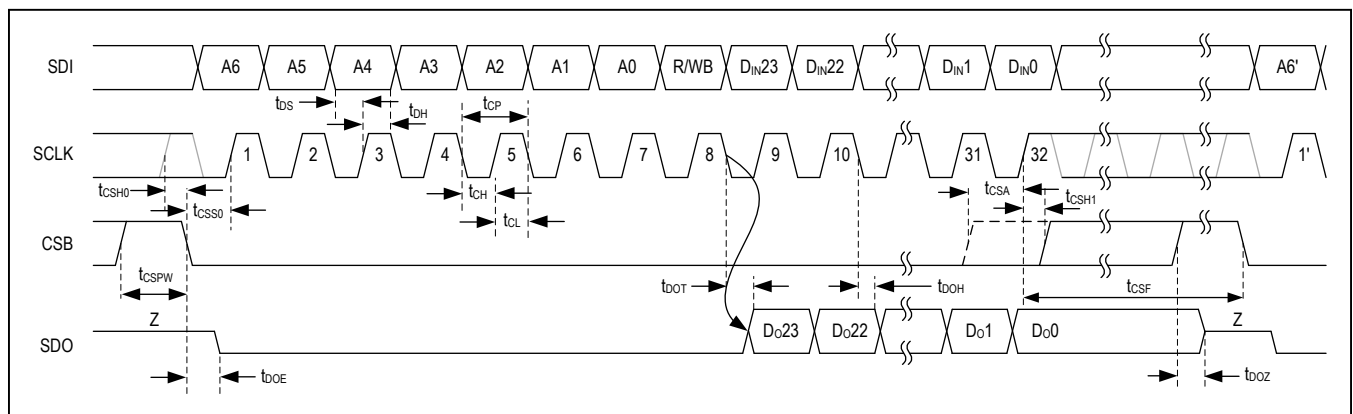 SDI A6 A5 A4 A3 A2 A1 A0 R/WB DIN23 DIN22 DIN1 DIN0 A6'
tDS tDH tCP
SCLK 1 2 3 4 5 6 7 8 9 10 31 32 1'
tCSH0 tCSS0 tCH tCL tCSA tCSH1
CSB
tCSPW tDOT tDOH tCSF
Z Z
SDO DO23 DO22 DO1 DO0
tDOE tDOZ